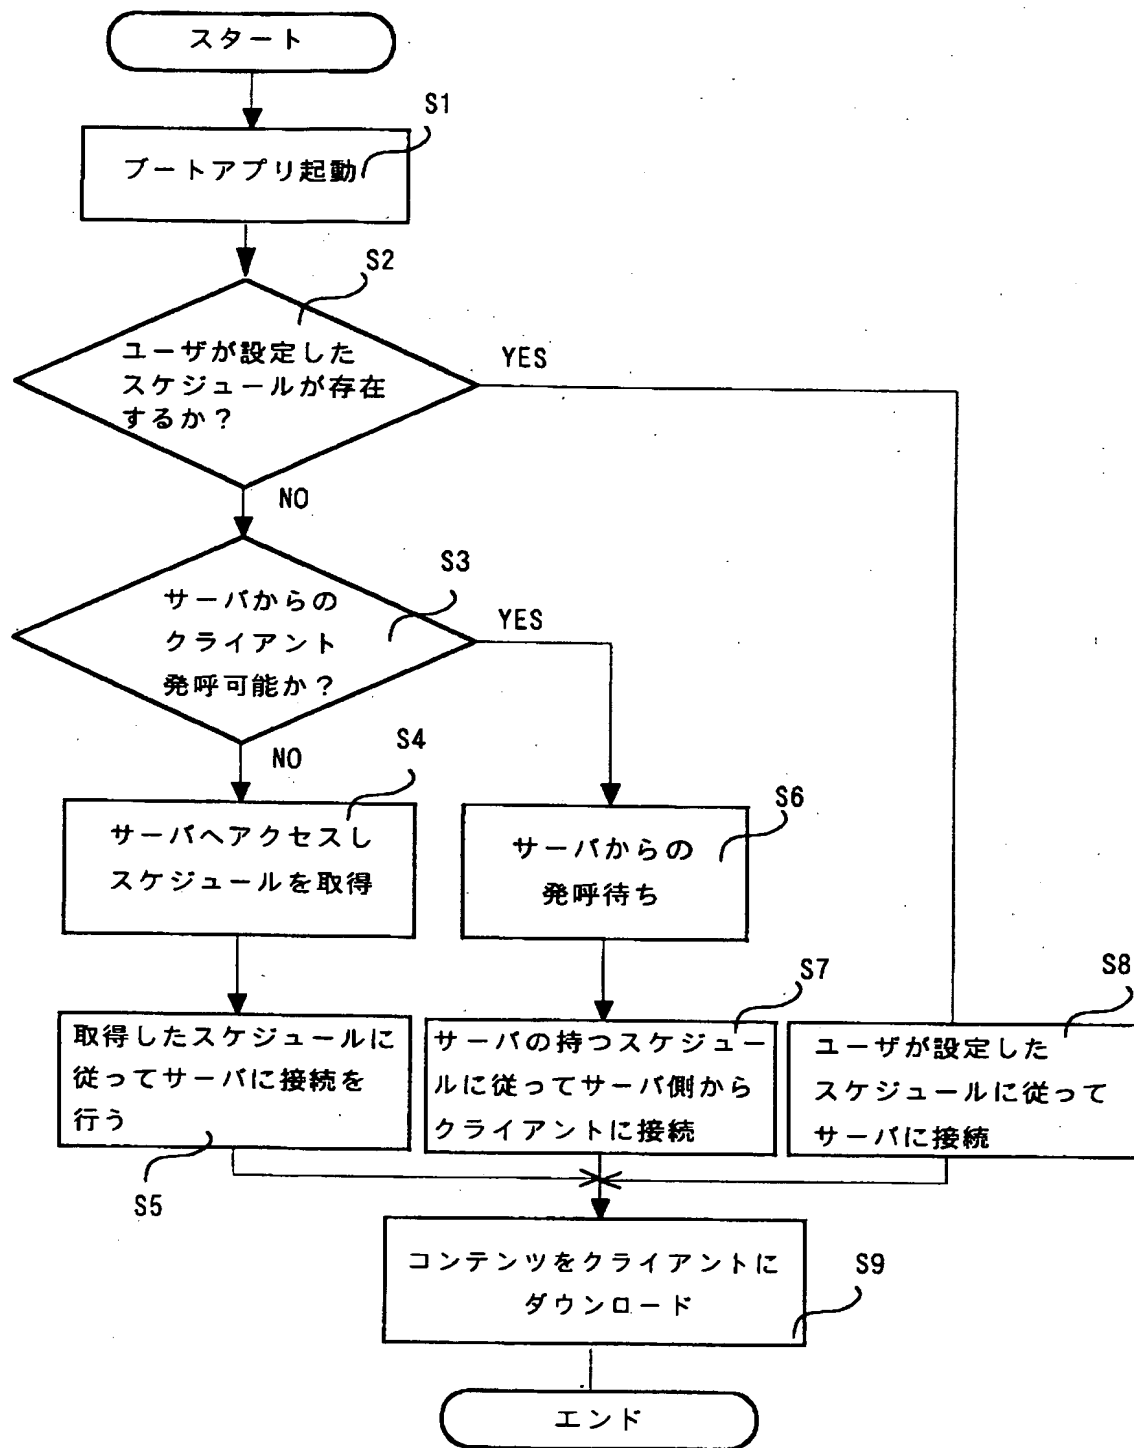 スタート
S1
ブートアプリ起動
S2
ユーザが設定した
スケジュールが存在
するか？
YES
NO
S3
サーバからの
クライアント
発呼可能か？
YES
NO
S4
サーバへアクセスし
スケジュールを取得
S6
サーバからの
発呼待ち
取得したスケジュールに
従ってサーバに接続を
行う
S5
S7
サーバの持つスケジュー
ルに従ってサーバ側から
クライアントに接続
S8
ユーザが設定した
スケジュールに従って
サーバに接続
コンテンツをクライアントに
ダウンロード
S9
エンド